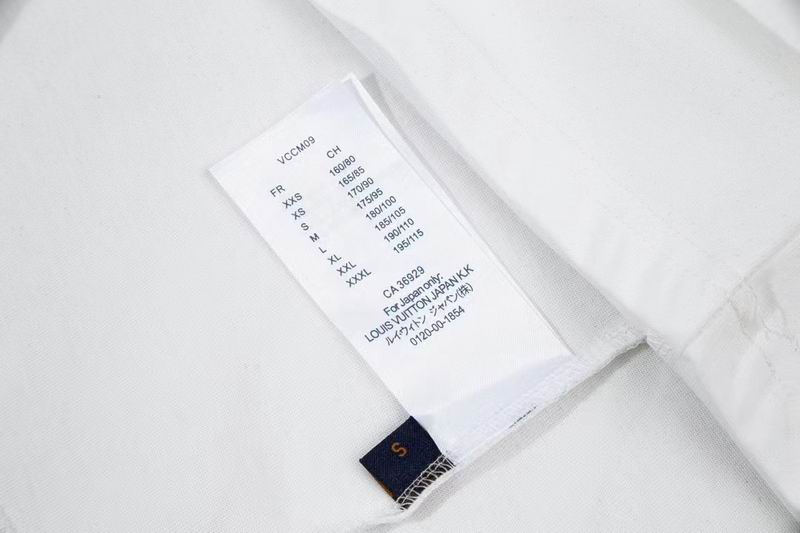 VCCM09
FR CH
XXS 160/80
XS 165/85
S 170/90
M 175/95
L 180/100
XL 185/105
XXL 190/110
XXXL 195/115
CA 36929
For Japan only:
LOUIS VUITTON JAPAN K.K
ルイ・ヴィトン ジャパン(株)
0120-00-1854
S